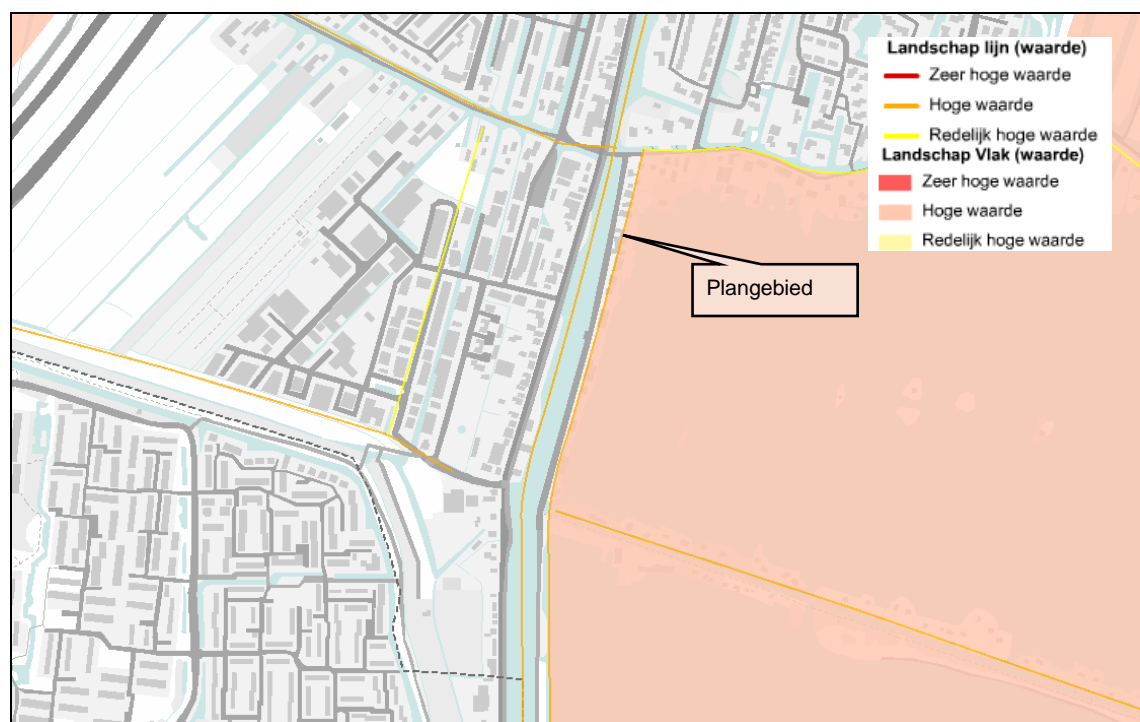 Landschap lijn (waarde)
Zeer hoge waarde
Hoge waarde
Redelijk hoge waarde
Landschap Vlak (waarde)
Zeer hoge waarde
Hoge waarde
Redelijk hoge waarde
Plangebied